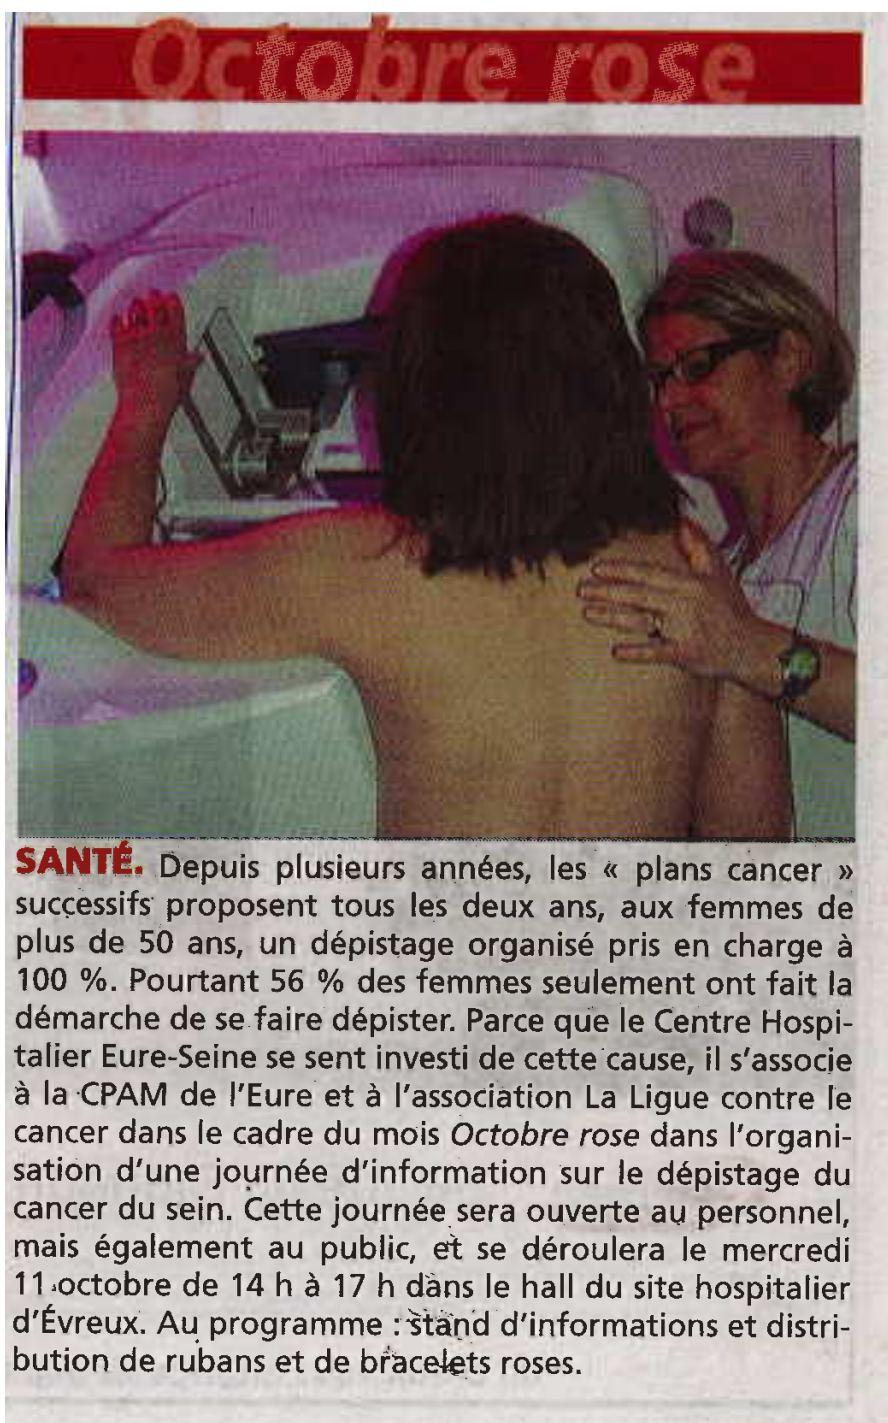 Octobre rose
SANTÉ. Depuis plusieurs années, les « plans cancer »
successifs proposent tous les deux ans, aux femmes de
plus de 50 ans, un dépistage organisé pris en charge à
100 %. Pourtant 56 % des femmes seulement ont fait la
démarche de se faire dépister. Parce que le Centre Hospi-
talier Eure-Seine se sent investi de cette cause, il s'associe
à la CPAM de l'Eure et à l'association La Ligue contre le
cancer dans le cadre du mois Octobre rose dans l'organi-
sation d'une journée d'information sur le dépistage du
cancer du sein. Cette journée sera ouverte au personnel,
mais également au public, et se déroulera le mercredi
11 octobre de 14 h à 17 h dans le hall du site hospitalier
d'Évreux. Au programme : stand d'informations et distri-
bution de rubans et de bracelets roses.